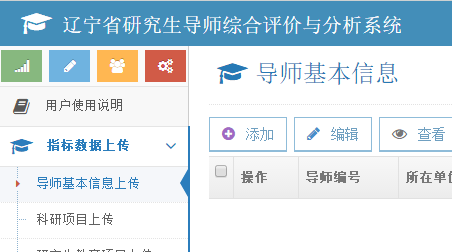 辽宁省研究生导师综合评价与分析系统
导师基本信息
用户使用说明
添加 编辑 查看
指标数据上传
操作 导师编号 所在单
导师基本信息上传
科研项目上传